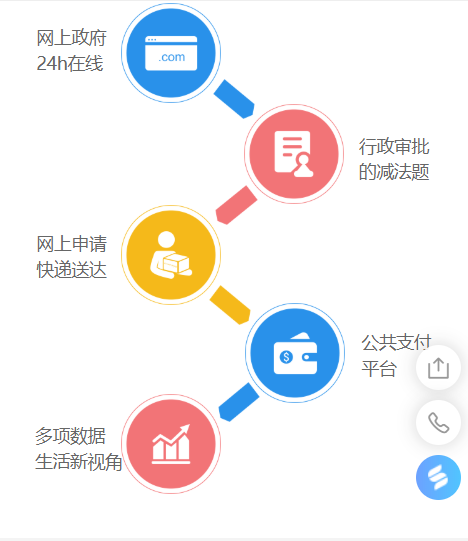 网上政府
24h在线
.com
行政审批
的减法题
网上申请
快递送达
公共支付
平台
$
多项数据
生活新视角